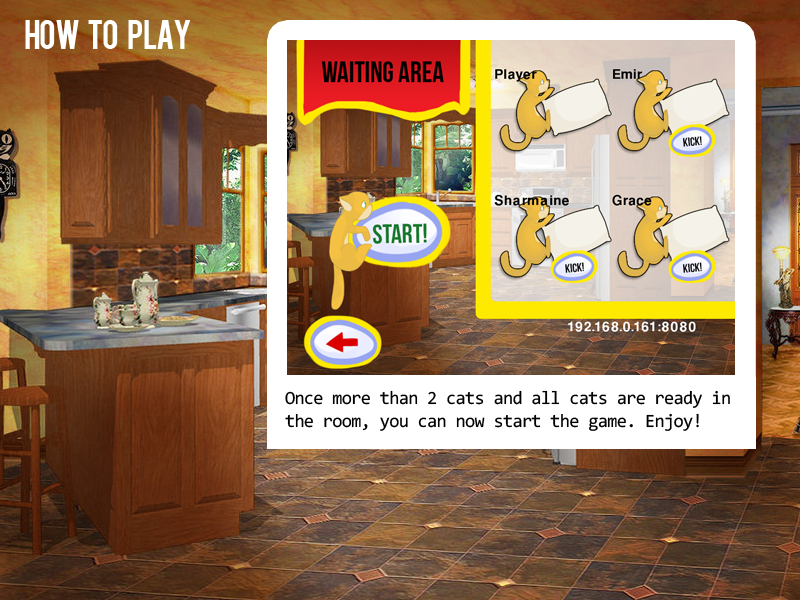 HOW TO PLAY
WAITING AREA
Player
Emir
KICK!
Sharmaine
Grace
KICK!
KICK!
START!
192.168.0.161:8080
Once more than 2 cats and all cats are ready in
the room, you can now start the game. Enjoy!